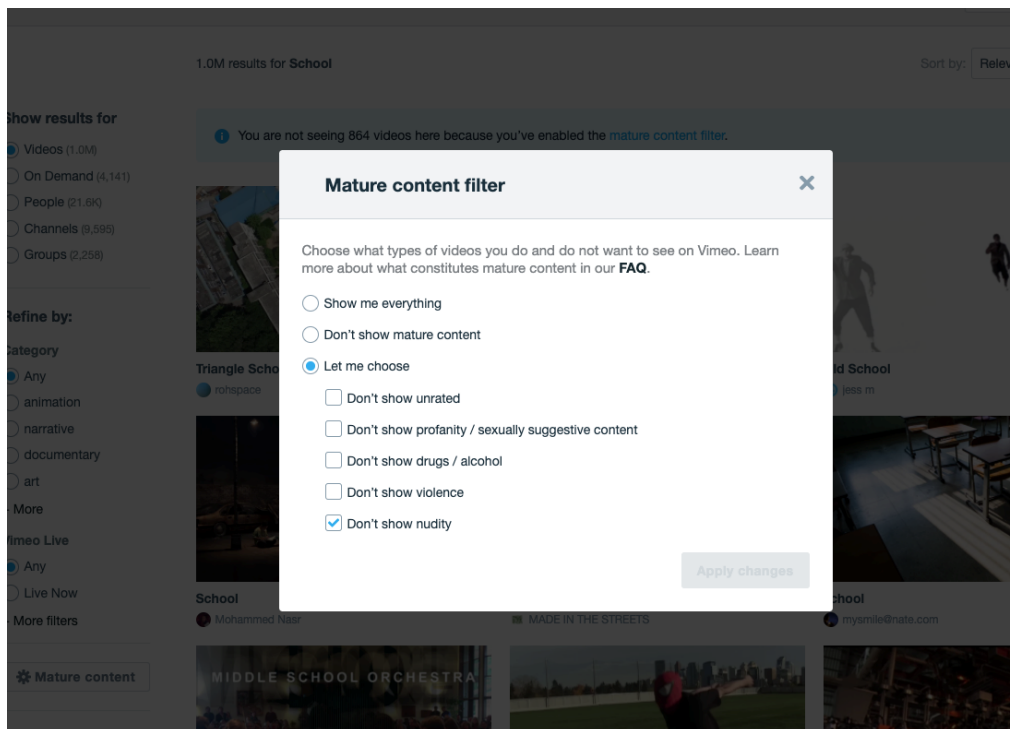 1.0M results for School
Sort by:
Show results for
You are not seeing 864 videos here because you've enabled the mature content filter.
Videos (1.0M)
On Demand (4,141)
People (21.6K)
Channels (9,595)
Groups (2,258)
Refine by:
Category
Any
animation
narrative
documentary
art
More
Vimeo Live
Any
Live Now
More filters
Mature content
Mature content filter
Choose what types of videos you do and do not want to see on Vimeo. Learn
more about what constitutes mature content in our FAQ.
Show me everything
Don't show mature content
Let me choose
Don't show unrated
Don't show profanity / sexually suggestive content
Don't show drugs / alcohol
Don't show violence
Don't show nudity
Apply changes
Triangle
rohspace
School
jess m
School
Mohammed Nasr
MADE IN THE STREETS
mysmile@nate.com
MIDDLE SCHOOL ORCHESTRA